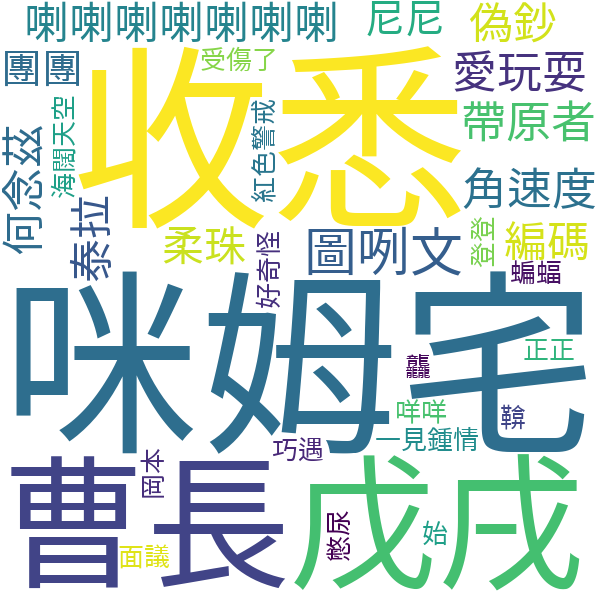 喇喇喇喇喇喇喇
尼尼
偽鈔
團團
受傷了
愛玩耍
收悉
海闊天空
紅色警戒
帶原者
何念茲
泰拉
角速度
柔珠
好奇怪
圖咧文
登登
編碼
蝙蝠
咪姆宅
龘
正正
咩咩
鞥
一見鍾情
巧遇
曹長
岡本
戊戌
面議
憋尿
始